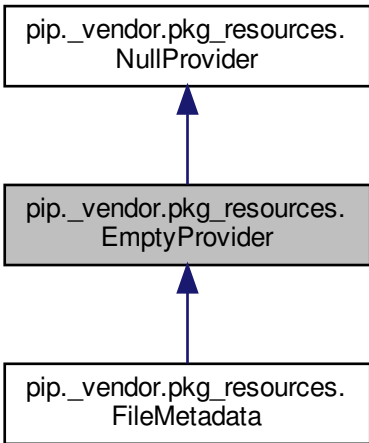 pip._vendor.pkg_resources.
NullProvider
pip._vendor.pkg_resources.
EmptyProvider
pip._vendor.pkg_resources.
FileMetadata